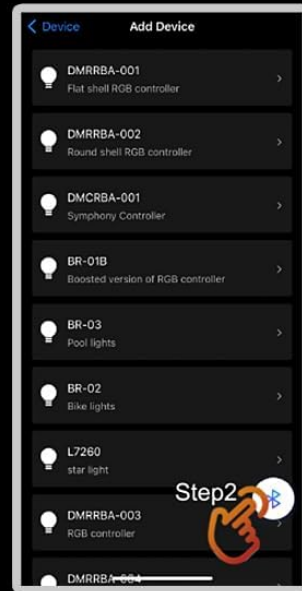 Device Add Device
DMRRBA-001
Flat shell RGB controller
DMRRBA-002
Round shell RGB controller
DMCRBA-001
Symphony Controller
BR-01B
Boosted version of RGB controller
BR-03
Pool lights
BR-02
Bike lights
L7260
star light
Step2
DMRRBA-003
RGB controller
DMRRBA-004